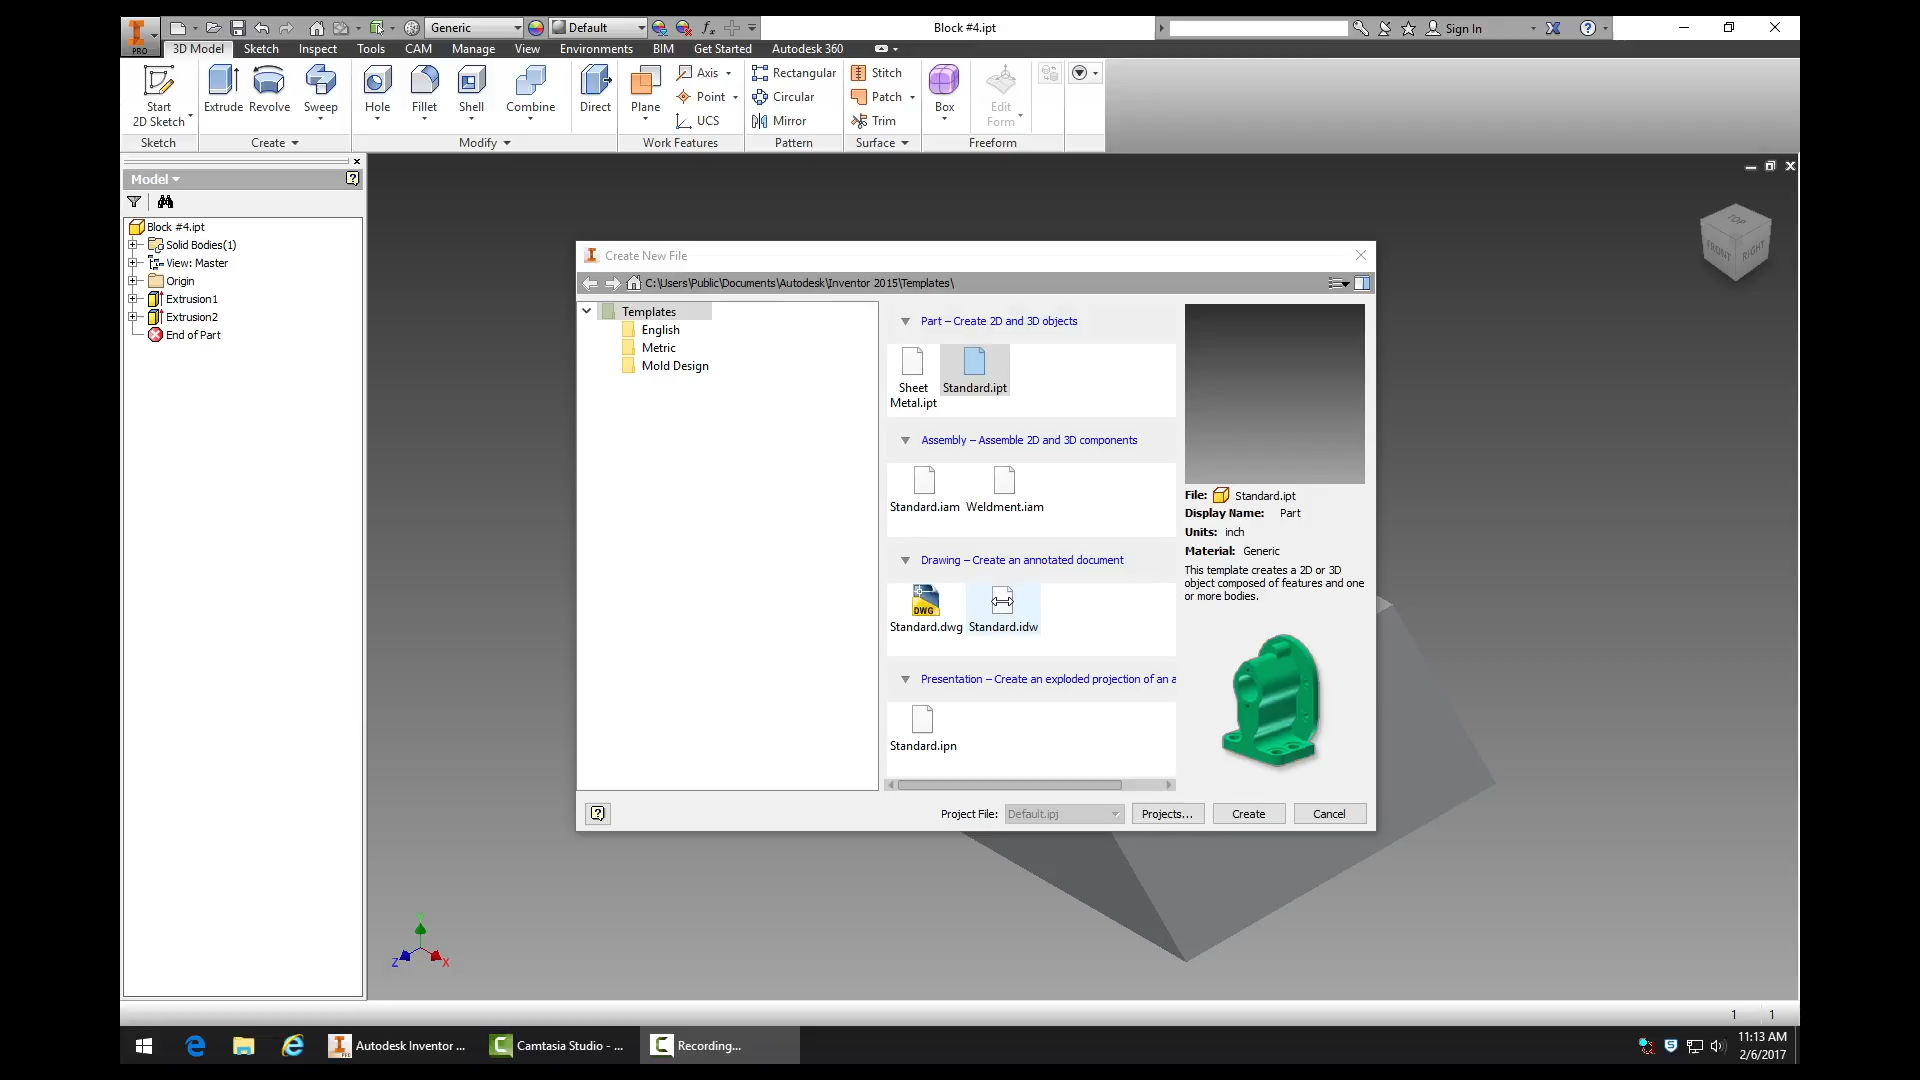 Generic
Default
Block #4.ipt
Sign In
PRO
3D Model
Sketch
Inspect
Tools
CAM
Manage
View
Environments
BIM
Get Started
Autodesk 360
Start
2D Sketch
Extrude
Revolve
Sweep
Hole
Fillet
Shell
Combine
Direct
Plane
Axis
Point
UCS
Rectangular
Circular
Mirror
Stitch
Patch
Trim
Box
Edit
Form
Sketch
Create
Modify
Work Features
Pattern
Surface
Freeform
Model
Block #4.ipt
Solid Bodies(1)
View: Master
Origin
Extrusion1
Extrusion2
End of Part
TOP
FRONT
RIGHT
Create New File
C:\Users\Public\Documents\Autodesk\Inventor 2015\Templates\
Templates
English
Metric
Mold Design
Part – Create 2D and 3D objects
Sheet
Metal.ipt
Standard.ipt
Assembly – Assemble 2D and 3D components
Standard.iam
Weldment.iam
Drawing – Create an annotated document
DWG
Standard.dwg
Standard.idw
Presentation – Create an exploded projection of an a
Standard.ipn
File: Standard.ipt
Display Name: Part
Units: inch
Material: Generic
This template creates a 2D or 3D
object composed of features and one
or more bodies.
Project File:
Default.ipj
Projects...
Create
Cancel
Y
Z
X
1 1
Autodesk Inventor ...
Camtasia Studio - ...
Recording...
11:13 AM
2/6/2017